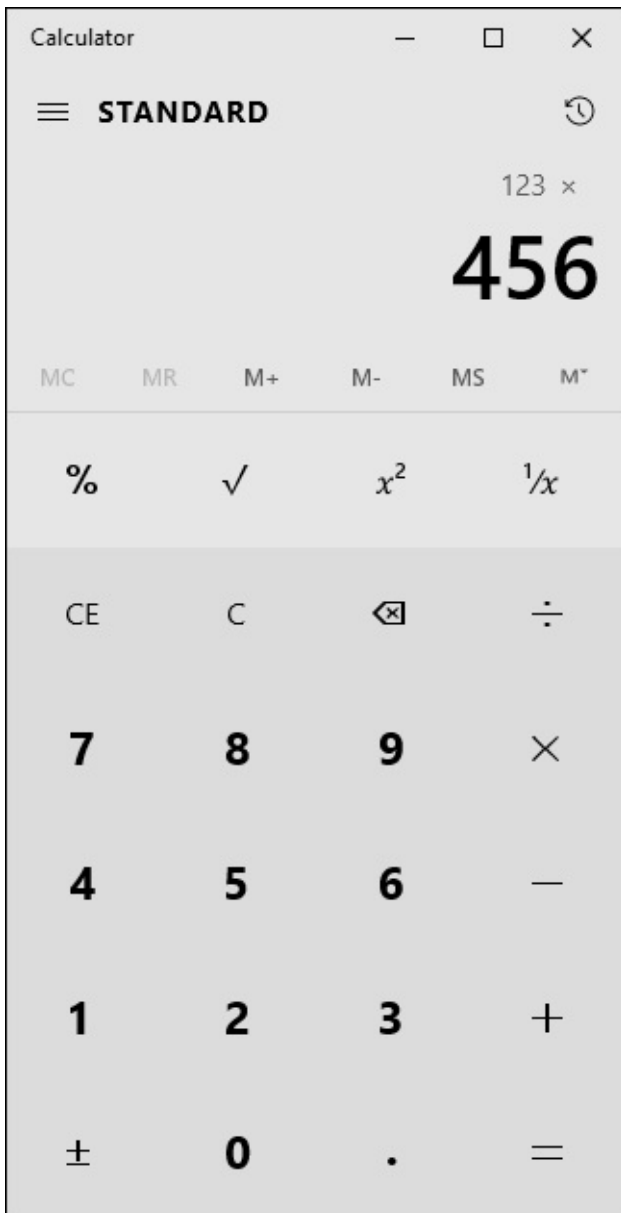 Calculator
STANDARD
123 ×
456
MC MR M+ M- MS M˅
% √ x² ¹/x
CE C ÷
7 8 9 ×
4 5 6 −
1 2 3 +
± 0 . =